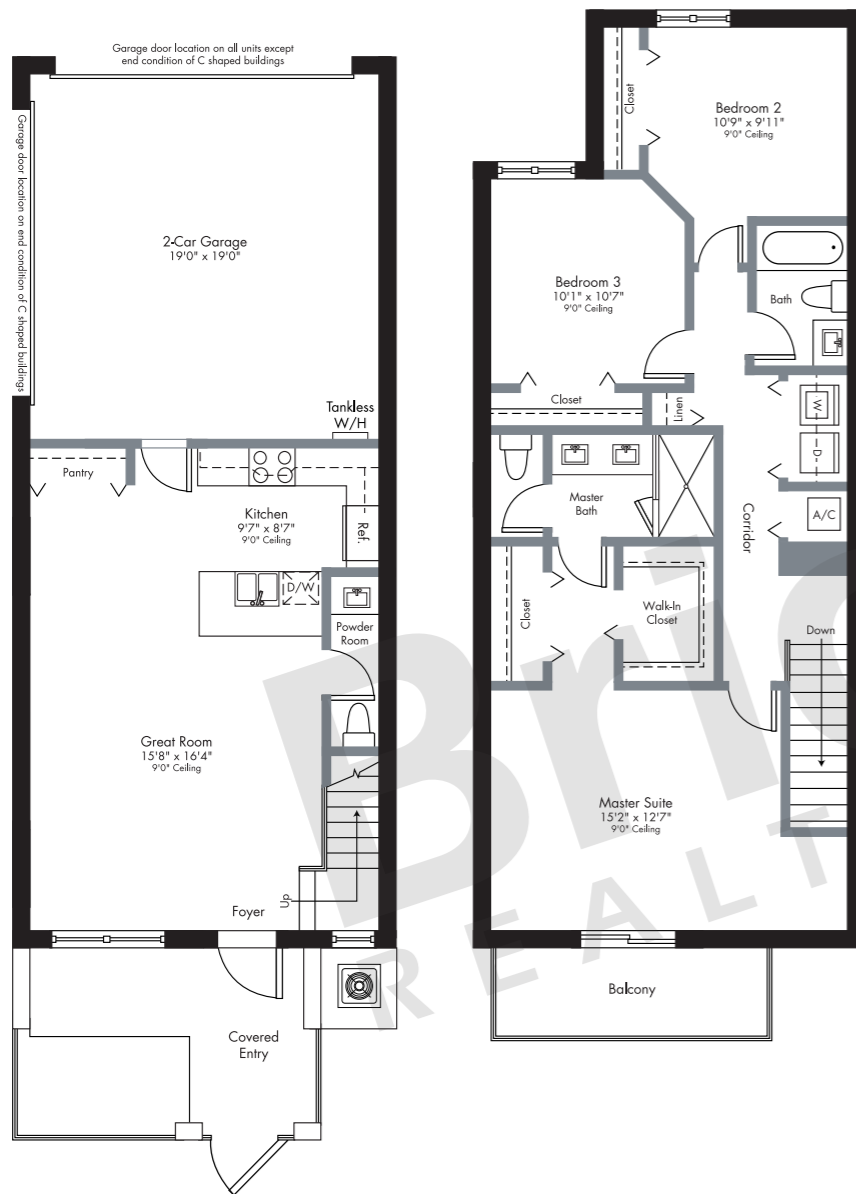 Garage door location on all units except
end condition of C shaped buildings
Garage door location on end condition of C shaped buildings
2-Car Garage
19'0" x 19'0"
Tankless
W/H
Pantry
Kitchen
9'7" x 8'7"
9'0" Ceiling
Ref.
D/W
Powder
Room
Great Room
15'8" x 16'4"
9'0" Ceiling
Foyer
Up
Covered
Entry
Closet
Bedroom 2
10'9" x 9'11"
9'0" Ceiling
Bedroom 3
10'1" x 10'7"
9'0" Ceiling
Bath
Closet
Linen
W
D
Master
Bath
A/C
Corridor
Closet
Walk-In
Closet
Down
Master Suite
15'2" x 12'7"
9'0" Ceiling
Balcony